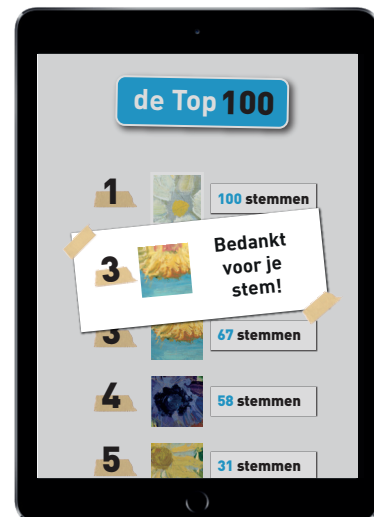 de Top 100
1
100 stemmen
3
Bedankt
voor je
stem!
3
67 stemmen
4
58 stemmen
5
31 stemmen